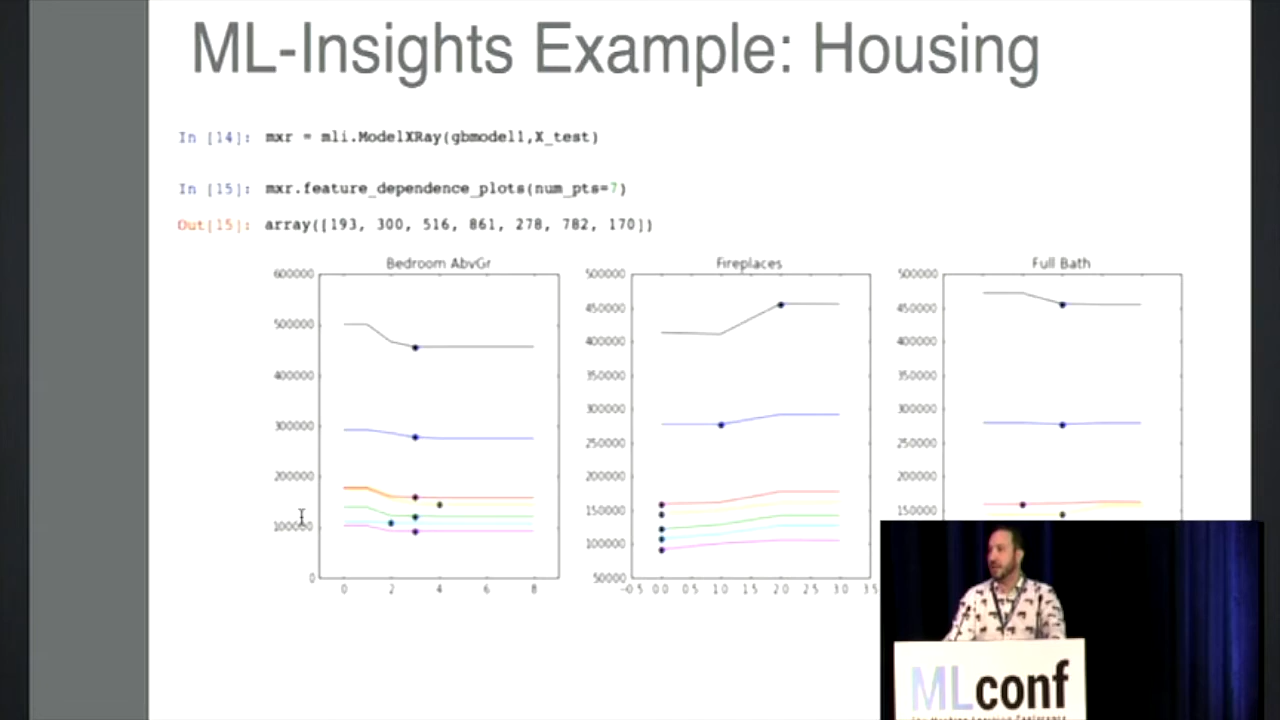 ML-Insights Example: Housing
In [14]: mxr = mli.ModelXRay(gbmodel1,X_test)
In [15]: mxr.feature_dependence_plots(num_pts=7)
Out[15]: array([193, 300, 516, 861, 278, 782, 170])
Bedroom AbvGr
600000
500000
400000
300000
200000
100000
0
0 2 4 6 8
Fireplaces
500000
450000
400000
350000
300000
250000
200000
150000
100000
50000
-0.5 0.0 0.5 1.0 1.5 2.0 2.5 3.0 3.5
Full Bath
500000
450000
400000
350000
300000
250000
200000
150000
MLconf